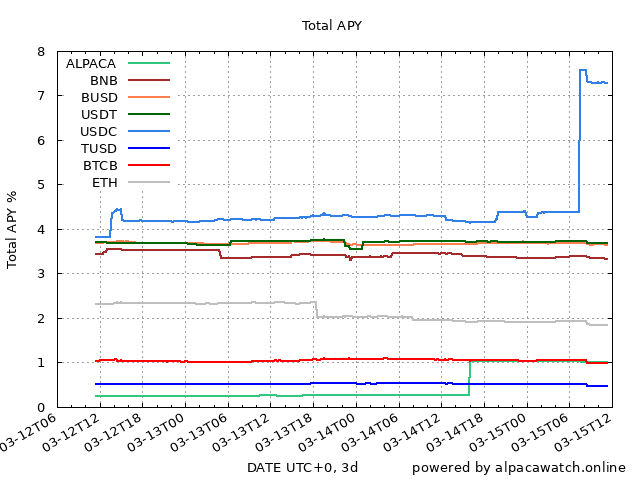 Total APY
8
7
6
5
4
3
2
1
0
Total APY %
ALPACA
BNB
BUSD
USDT
USDC
TUSD
BTCB
ETH
03-12T06
03-12T12
03-12T18
03-13T00
03-13T06
03-13T12
03-13T18
03-14T00
03-14T06
03-14T12
03-14T18
03-15T00
03-15T06
03-15T12
DATE UTC+0, 3d
powered by alpacawatch.online